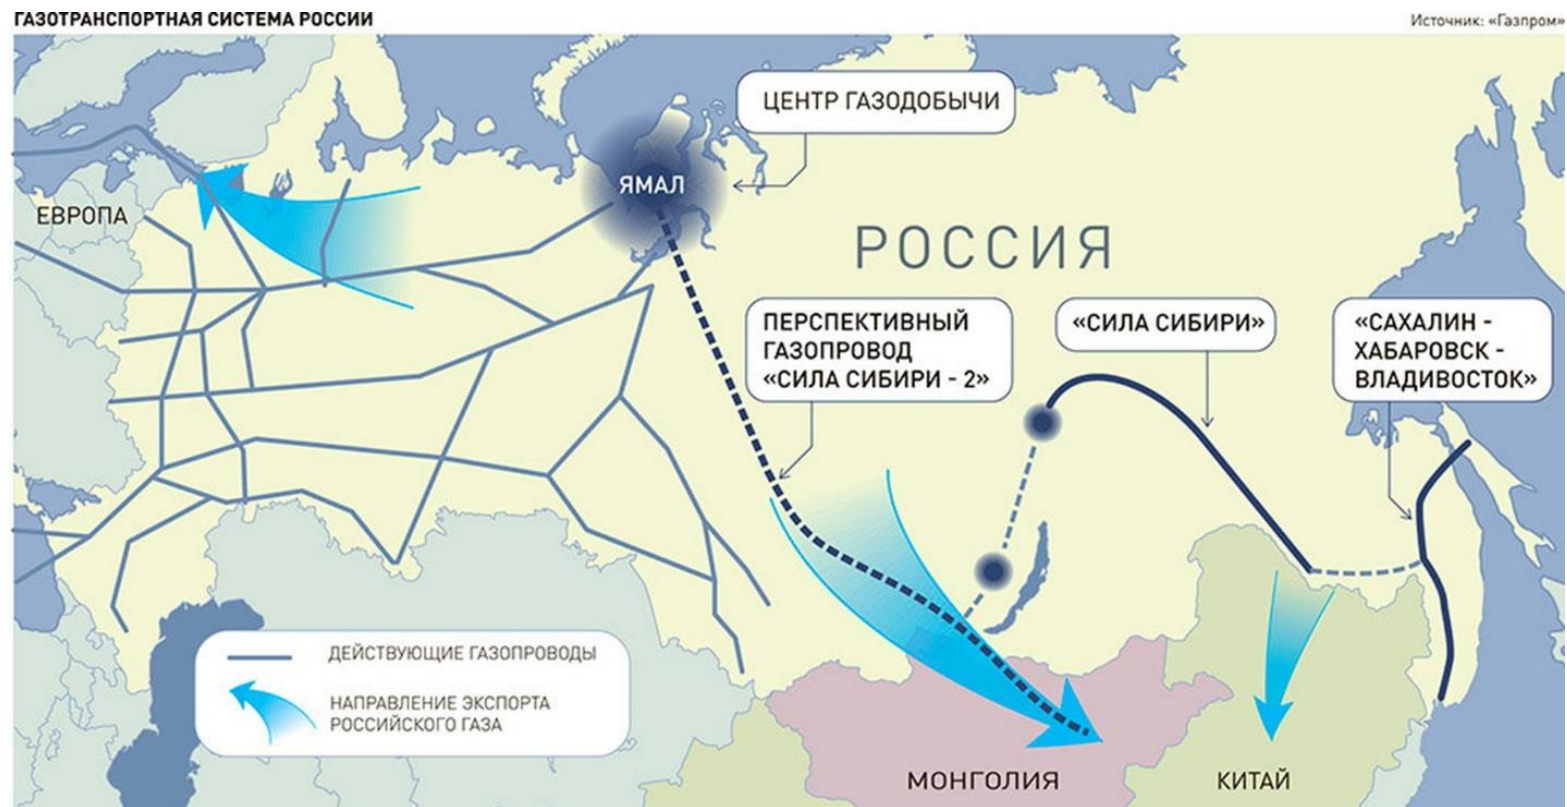 ГАЗОТРАНСПОРТНАЯ СИСТЕМА РОССИИ
Источник: «Газпром»
ЦЕНТР ГАЗОДОБЫЧИ
ЯМАЛ
ЕВРОПА
РОССИЯ
ПЕРСПЕКТИВНЫЙ
ГАЗОПРОВОД
«СИЛА СИБИРИ - 2»
«СИЛА СИБИРИ»
«САХАЛИН -
ХАБАРОВСК -
ВЛАДИВОСТОК»
ДЕЙСТВУЮЩИЕ ГАЗОПРОВОДЫ
НАПРАВЛЕНИЕ ЭКСПОРТА
РОССИЙСКОГО ГАЗА
МОНГОЛИЯ
КИТАЙ